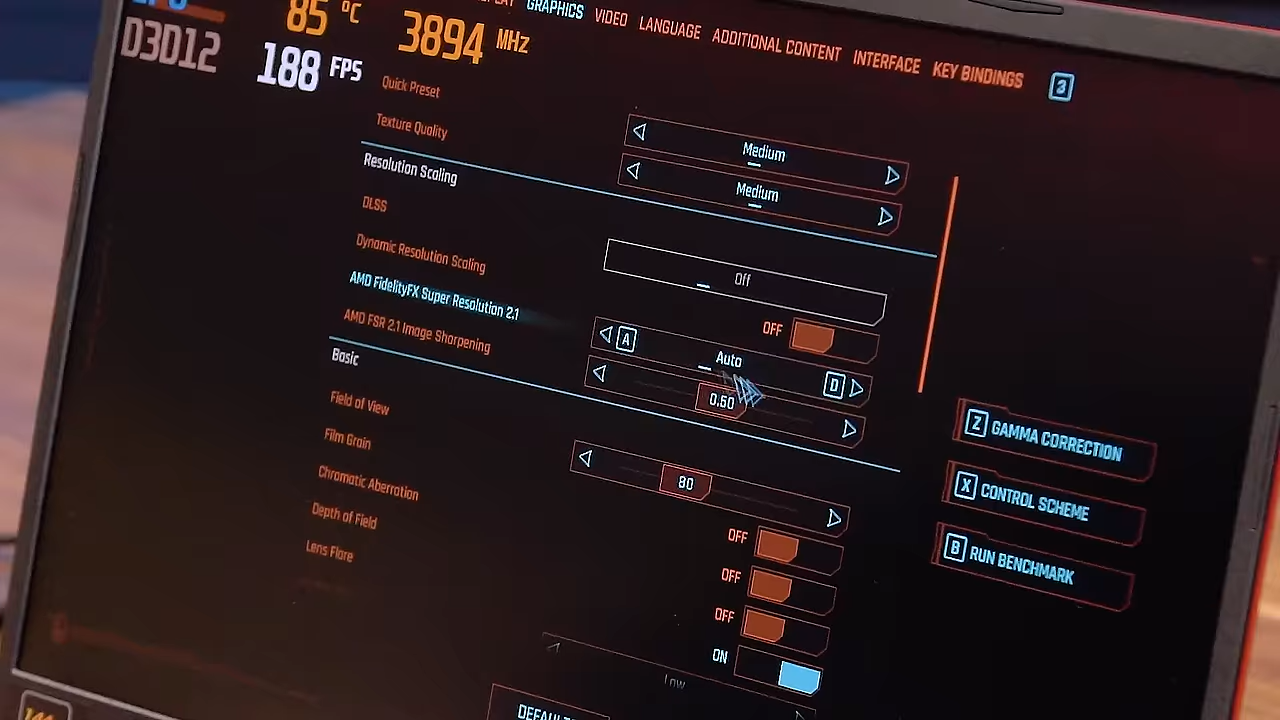 85 °C
3894 MHz
D3D12
188 FPS
GRAPHICS
VIDEO
LANGUAGE
ADDITIONAL CONTENT
INTERFACE
KEY BINDINGS
3
Quick Preset
Medium
Texture Quality
Medium
Resolution Scaling
DLSS
Off
Dynamic Resolution Scaling
OFF
AMD FidelityFX Super Resolution 2.1
A
Auto
D
AMD FSR 2.1 Image Sharpening
0,50
Basic
Field of View
80
Film Grain
OFF
Chromatic Aberration
OFF
Depth of Field
OFF
Lens Flare
ON
Low
Z GAMMA CORRECTION
X CONTROL SCHEME
B RUN BENCHMARK